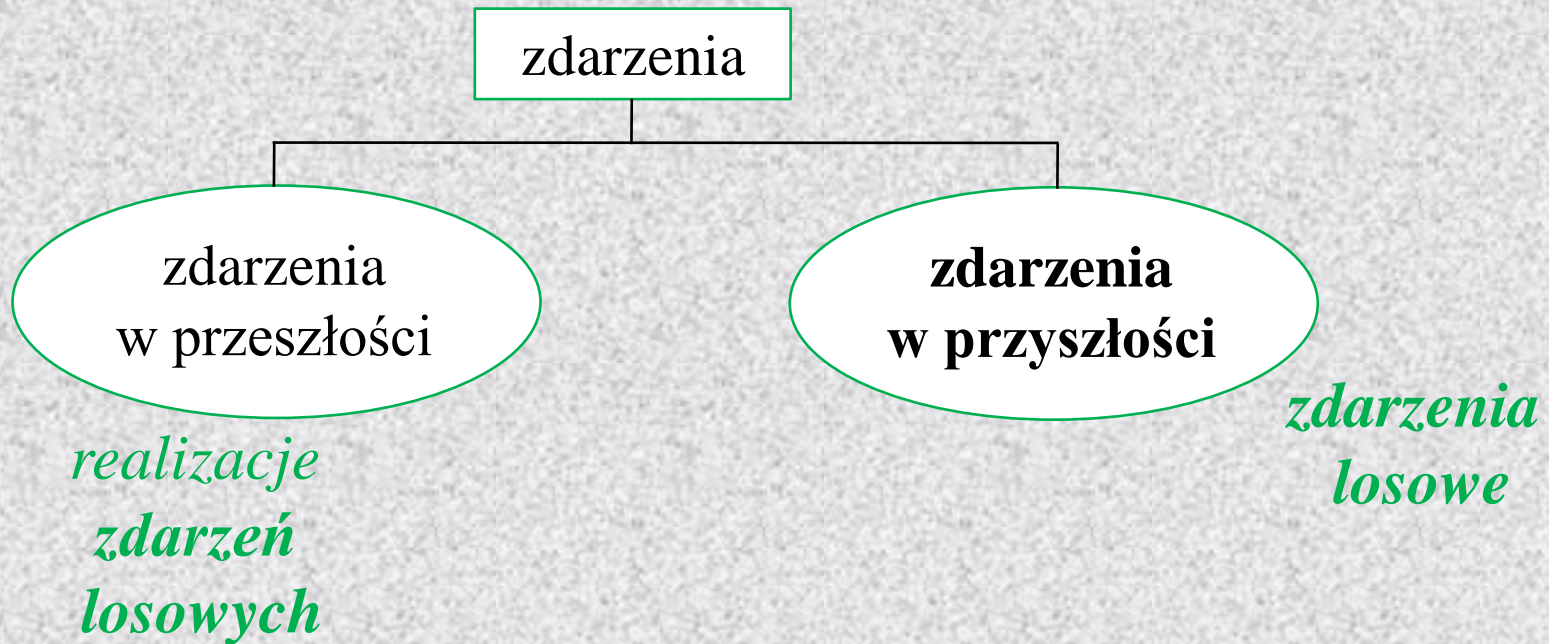 zdarzenia
zdarzenia
w przeszłości
realizacje
zdarzeń
losowych
zdarzenia
w przyszłości
zdarzenia
losowe